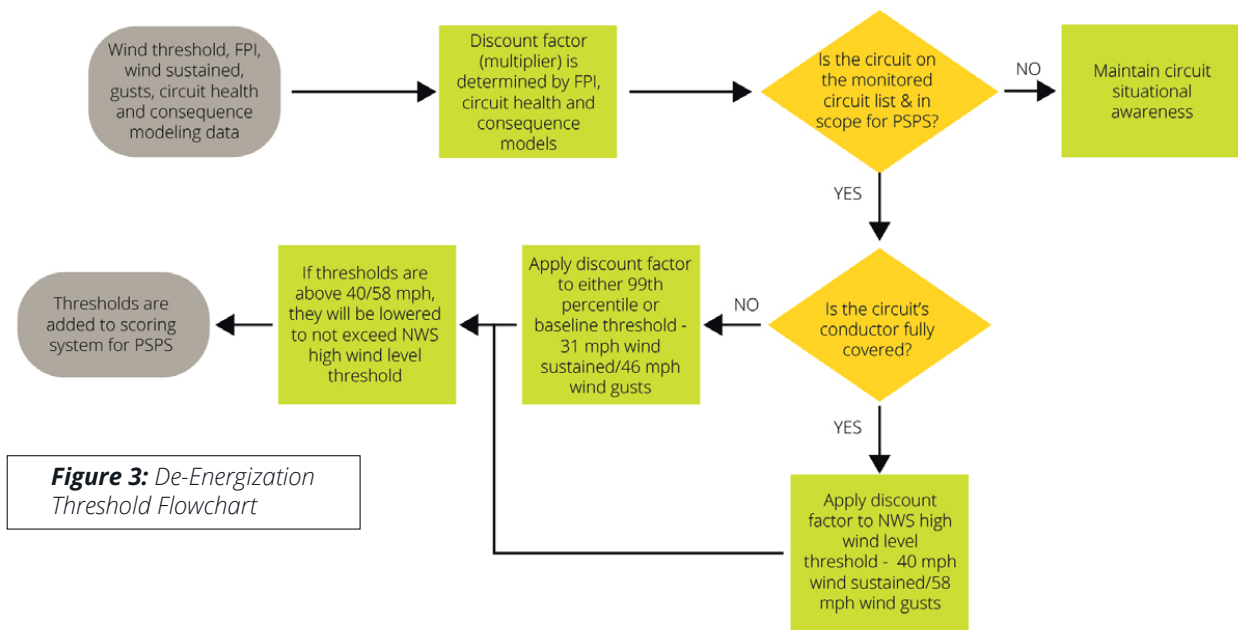 Wind threshold, FPI,
wind sustained,
gusts, circuit health
and consequence
modeling data
Discount factor
(multiplier) is
determined by FPI,
circuit health and
consequence
models
Is the circuit on
the monitored
circuit list & in
scope for PSPS?
NO
Maintain circuit
situational
awareness
YES
Is the circuit's
conductor fully
covered?
NO
Apply discount factor
to either 99th
percentile or
baseline threshold -
31 mph wind
sustained/46 mph
wind gusts
If thresholds are
above 40/58 mph,
they will be lowered
to not exceed NWS
high wind level
threshold
Thresholds are
added to scoring
system for PSPS
YES
Apply discount
factor to NWS high
wind level
threshold - 40 mph
wind sustained/58
mph wind gusts
Figure 3: De-Energization
Threshold Flowchart